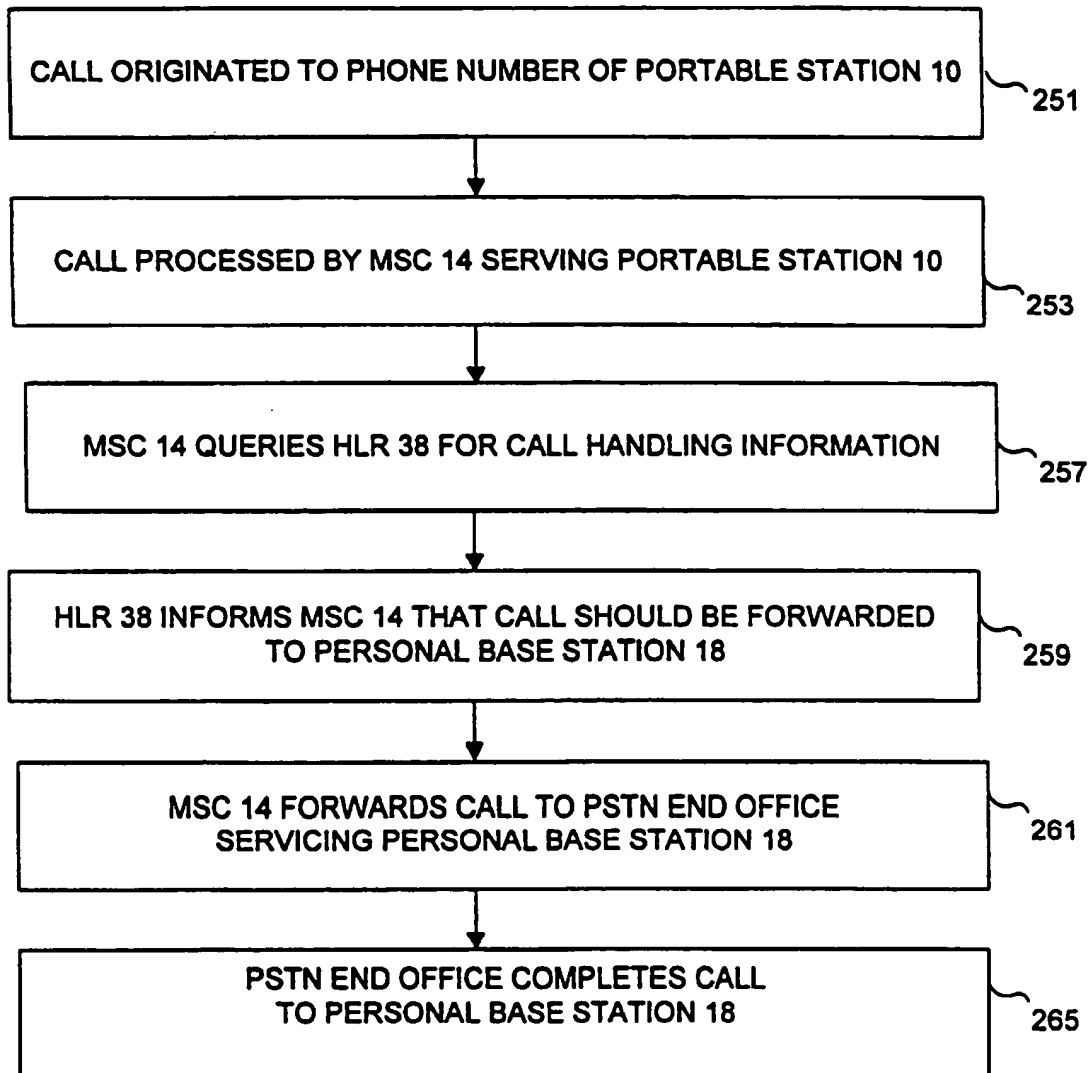 CALL ORIGINATED TO PHONE NUMBER OF PORTABLE STATION 10
251
CALL PROCESSED BY MSC 14 SERVING PORTABLE STATION 10
253
MSC 14 QUERIES HLR 38 FOR CALL HANDLING INFORMATION
257
HLR 38 INFORMS MSC 14 THAT CALL SHOULD BE FORWARDED
TO PERSONAL BASE STATION 18
259
MSC 14 FORWARDS CALL TO PSTN END OFFICE
SERVICING PERSONAL BASE STATION 18
261
PSTN END OFFICE COMPLETES CALL
TO PERSONAL BASE STATION 18
265